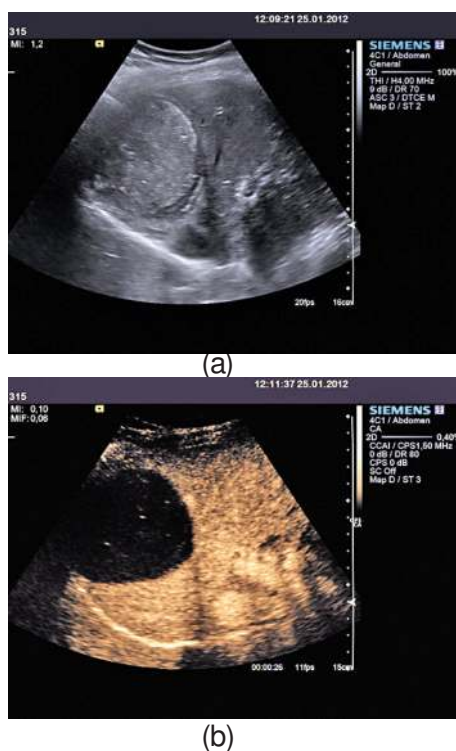 12:09:21 25.01.2012
315
MI: 1,2
SIEMENS
4C1 / Abdomen
General
2D 100%
THI / H4.00 MHz
9 dB / DR 70
ASC 3 / DTCE M
Map D / ST 2
20fps 16cm
(a)
12:11:37 25.01.2012
315
MI: 0,10
MIF: 0,06
SIEMENS
4C1 / Abdomen
CA
2D 0,40%
CCAI / CPS1,50 MHz
0 dB / DR 80
CPS 0 dB
SC Off
Map D / ST 3
CA
00:00:26 11fps 15cm
(b)